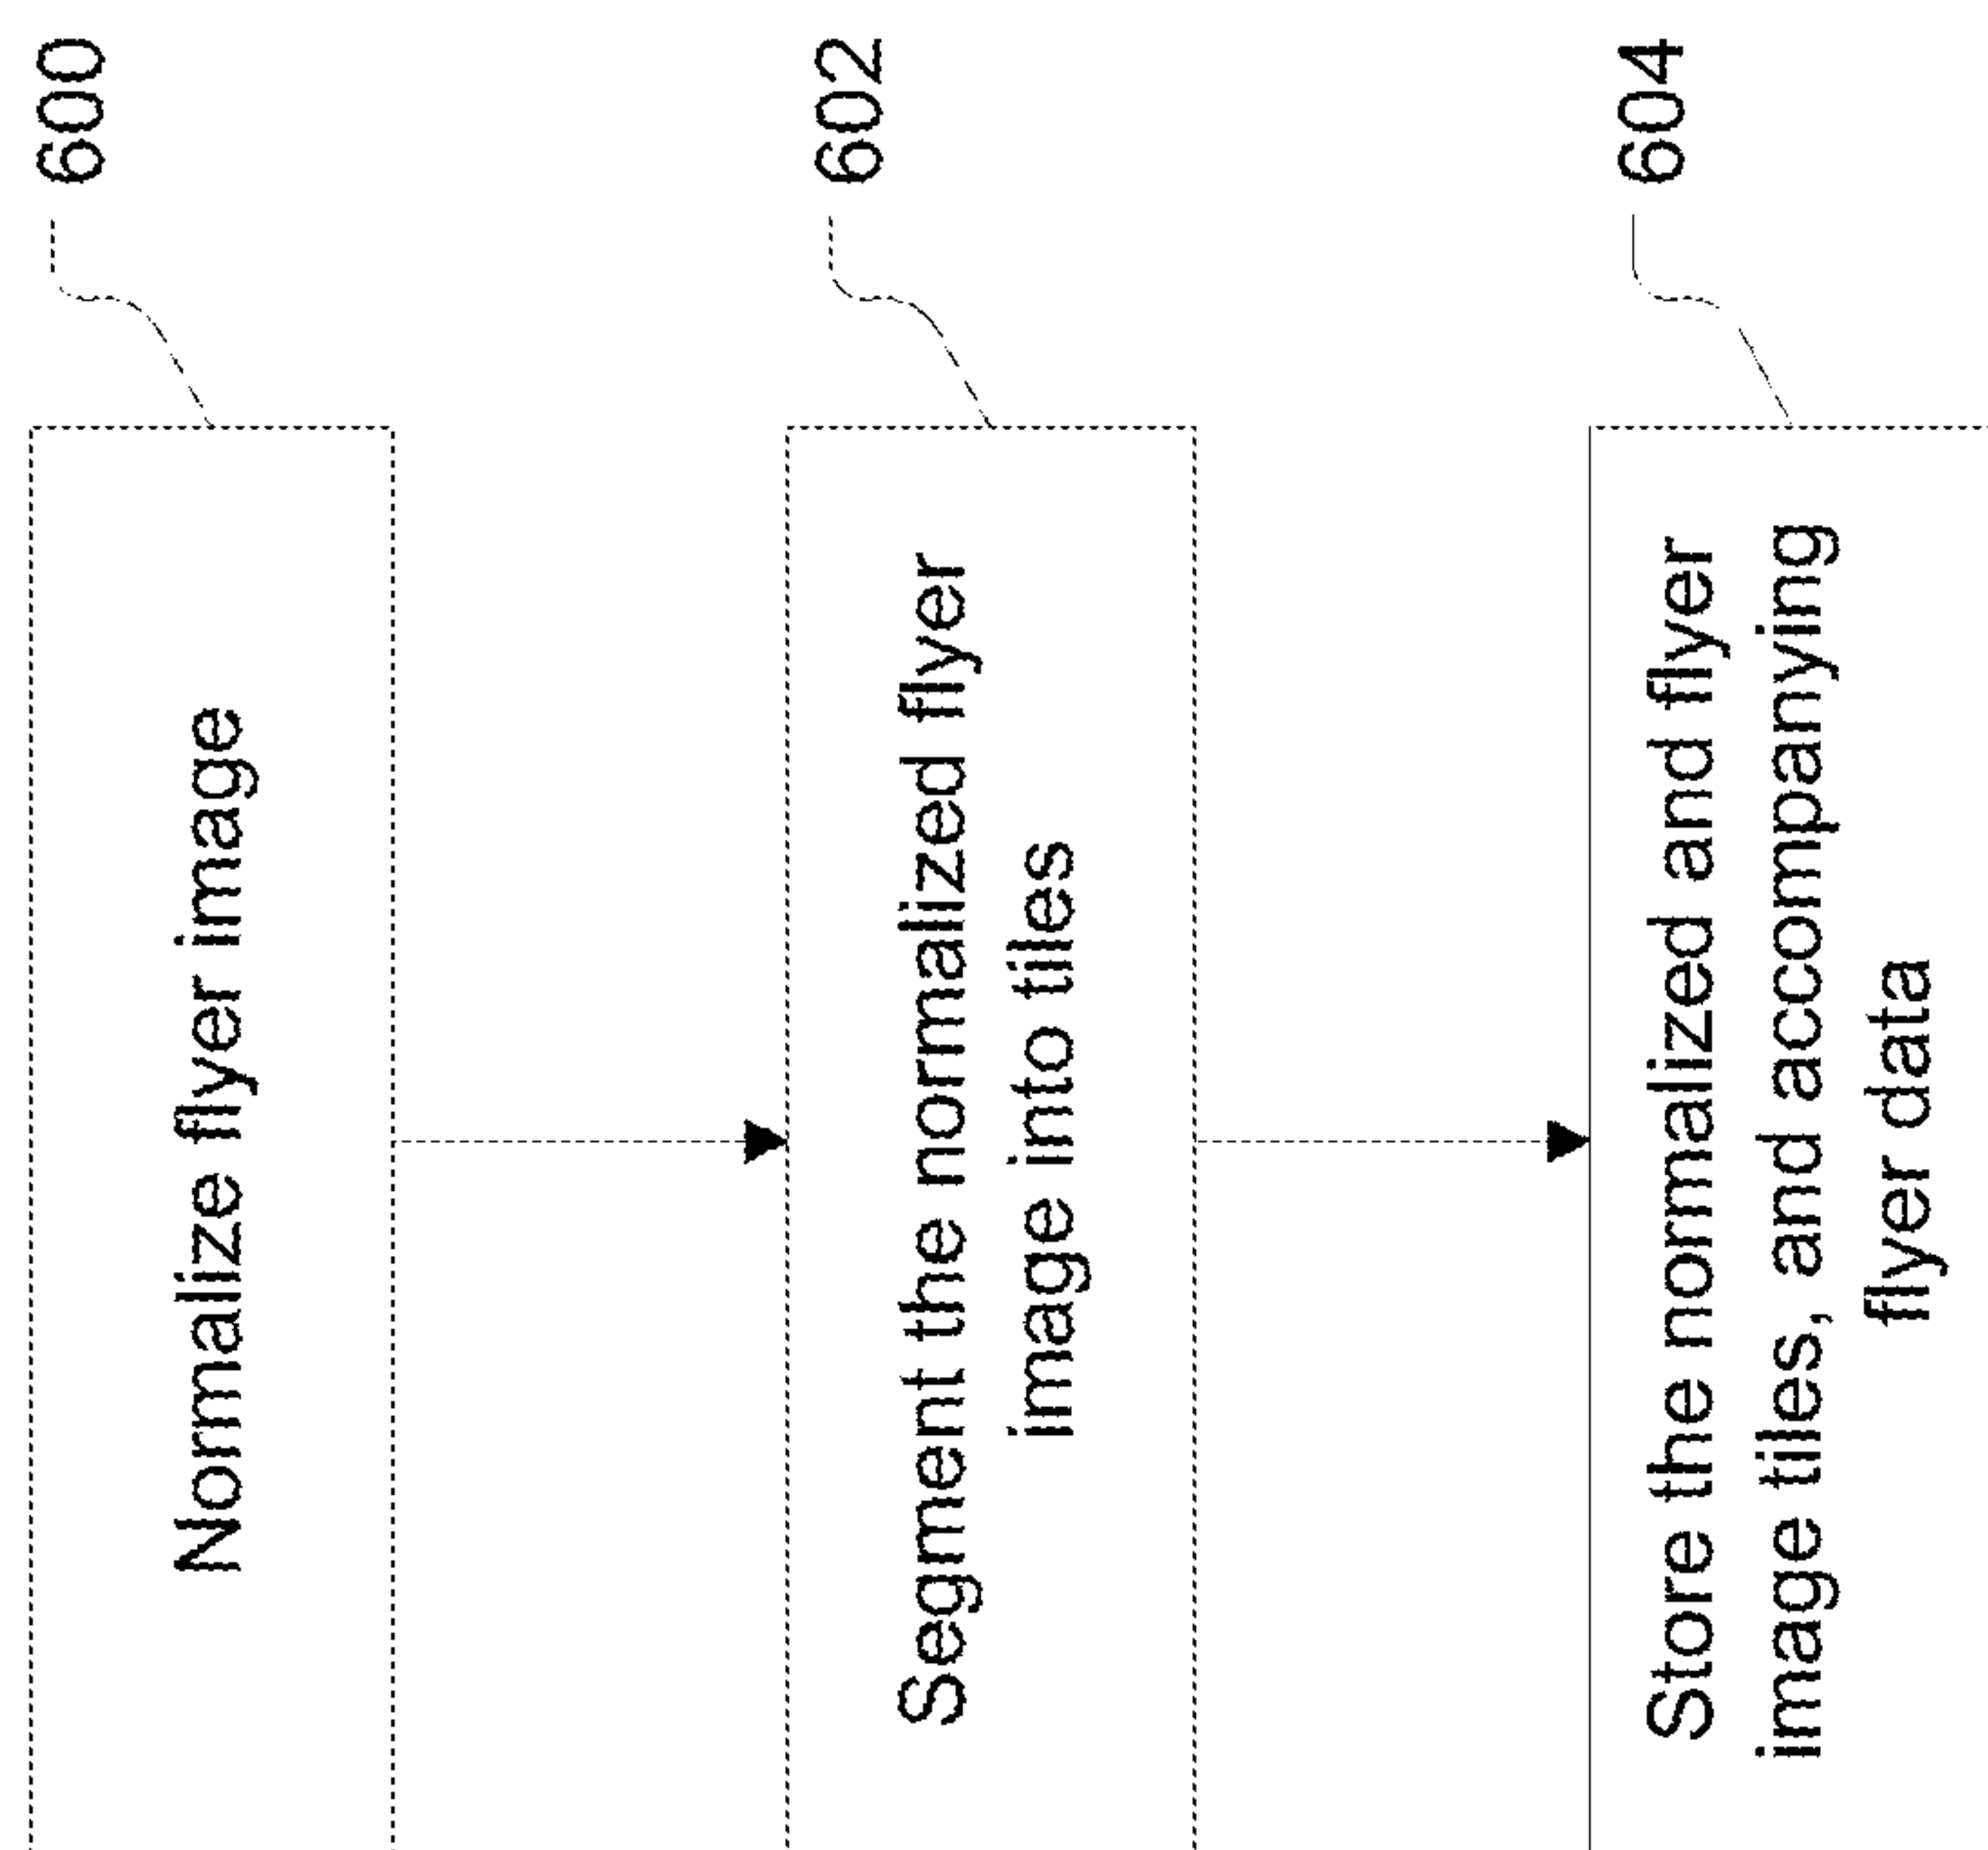 Normalize flyer image
600
Segment the normalized flyer
image into tiles
602
Store the normalized and flyer
image tiles, and accompanying
flyer data
604